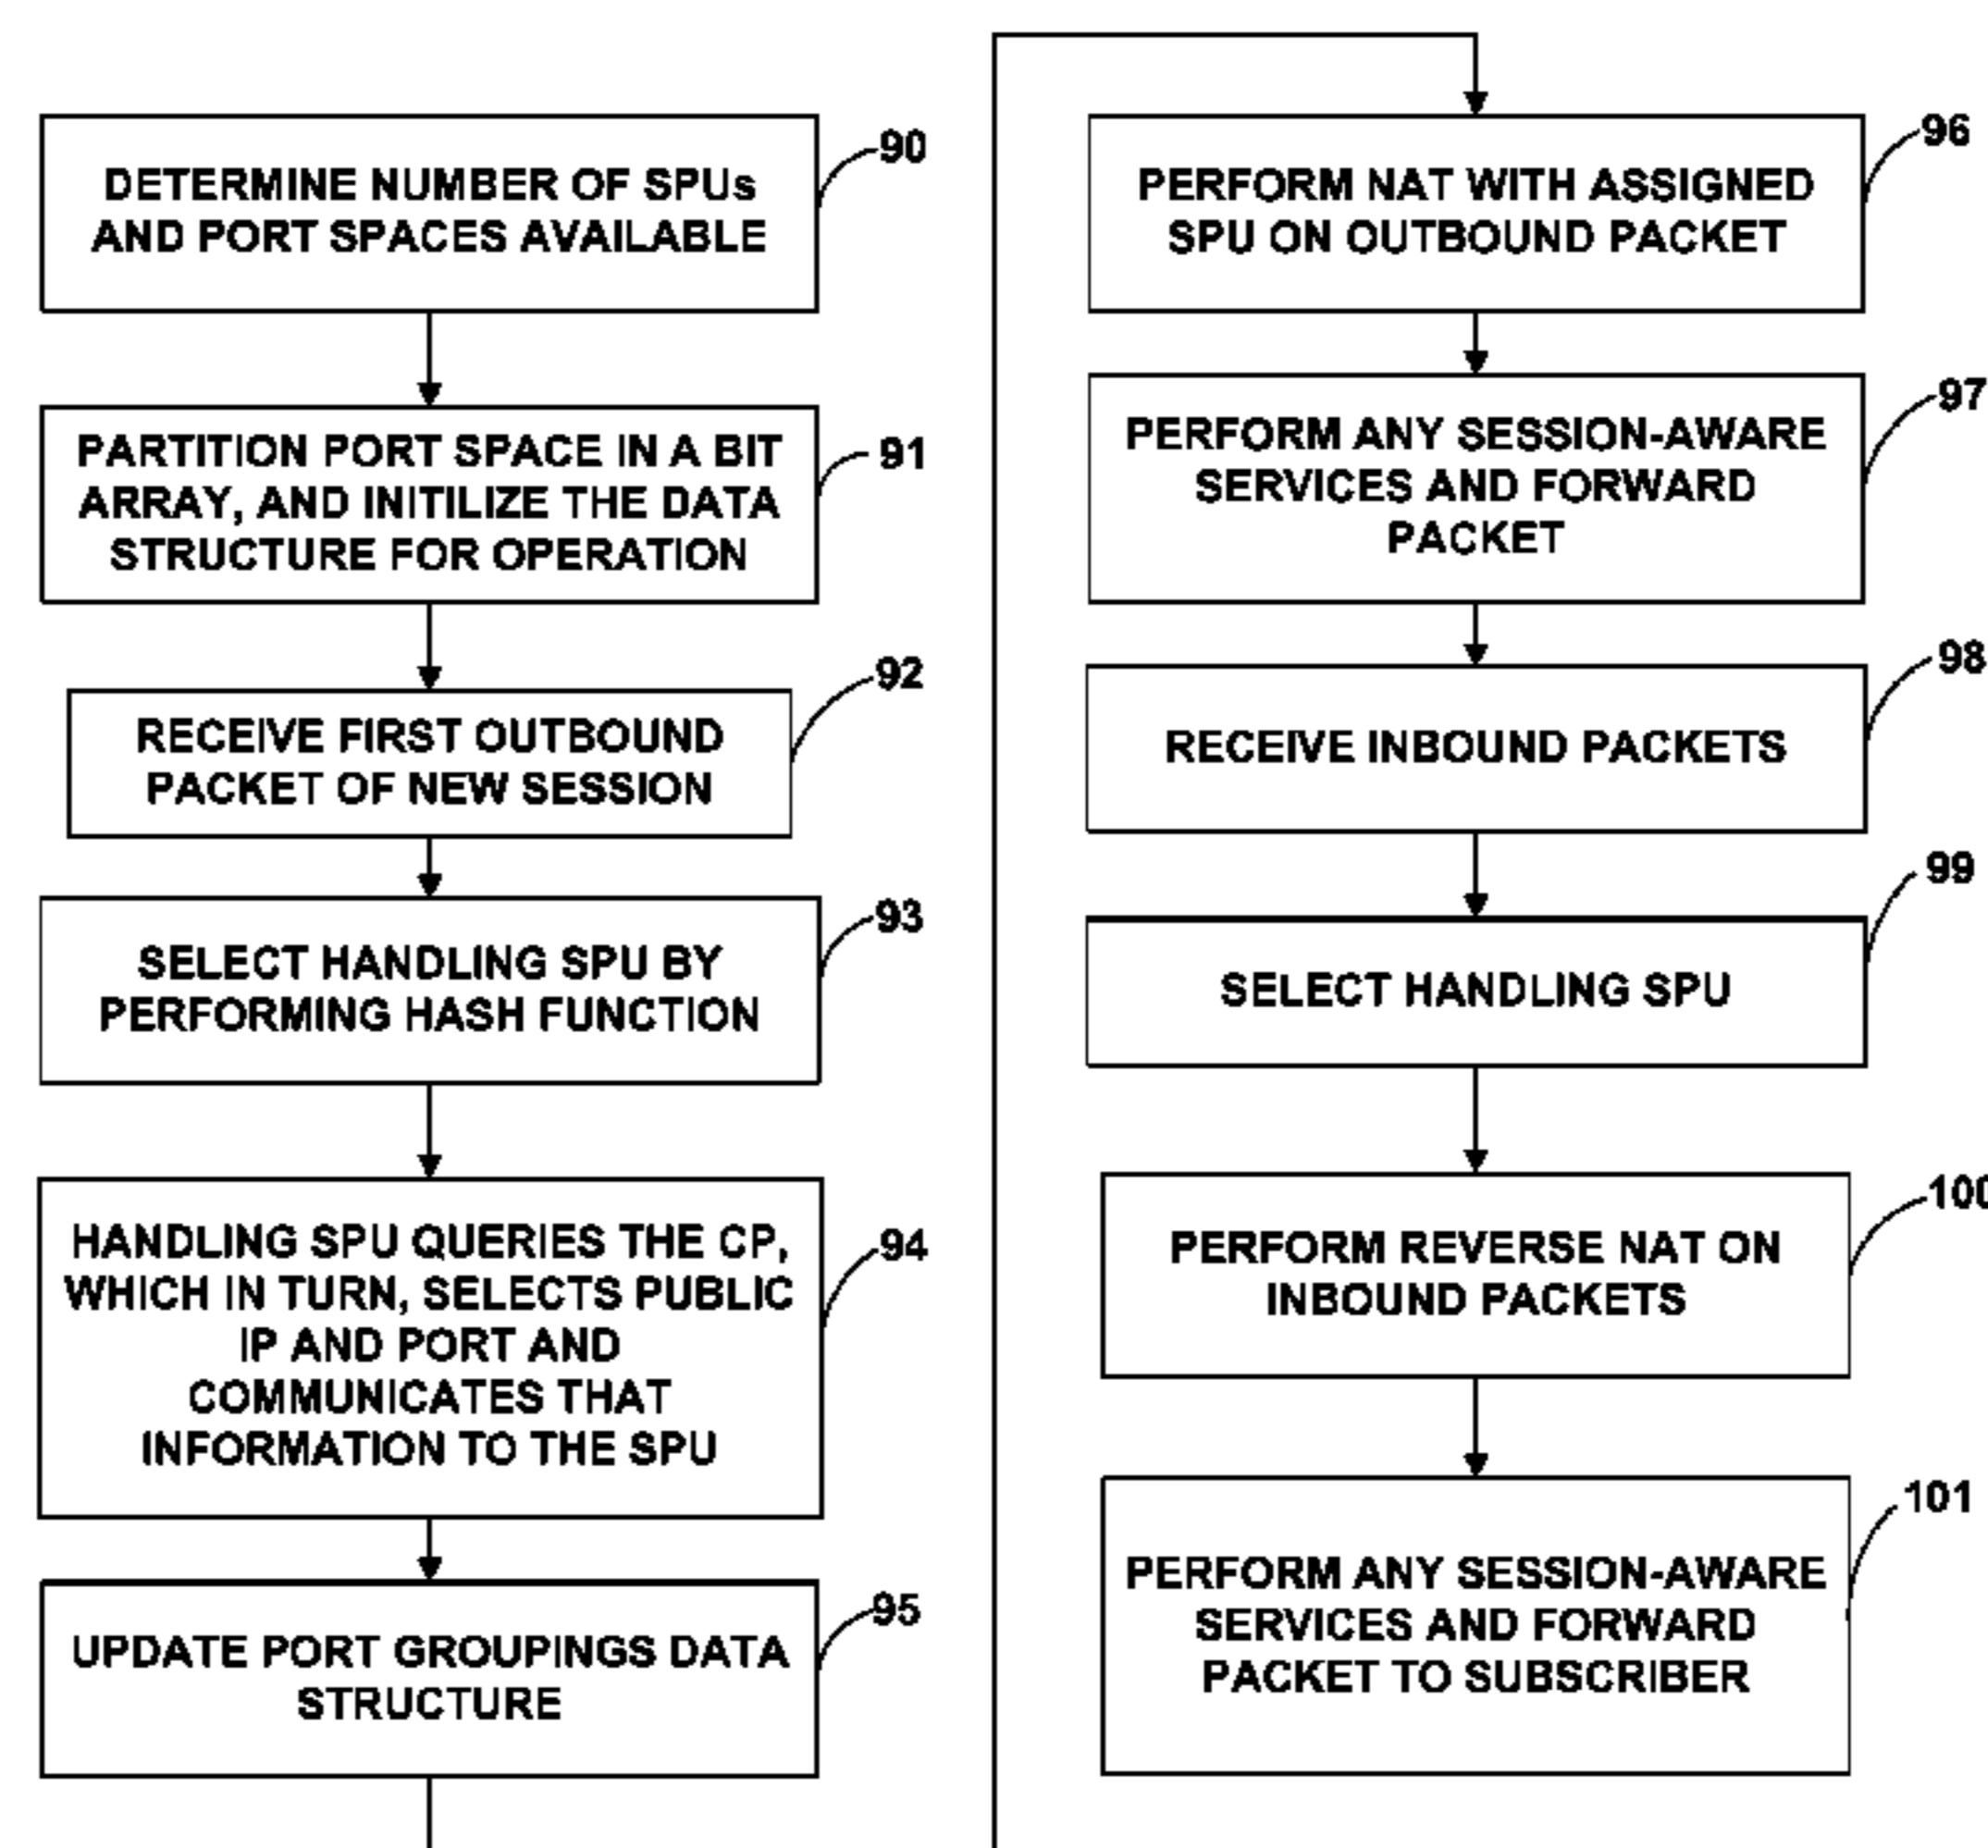 DETERMINE NUMBER OF SPUs
AND PORT SPACES AVAILABLE
90
PARTITION PORT SPACE IN A BIT
ARRAY, AND INITILIZE THE DATA
STRUCTURE FOR OPERATION
91
RECEIVE FIRST OUTBOUND
PACKET OF NEW SESSION
92
SELECT HANDLING SPU BY
PERFORMING HASH FUNCTION
93
HANDLING SPU QUERIES THE CP,
WHICH IN TURN, SELECTS PUBLIC
IP AND PORT AND
COMMUNICATES THAT
INFORMATION TO THE SPU
94
UPDATE PORT GROUPINGS DATA
STRUCTURE
95
PERFORM NAT WITH ASSIGNED
SPU ON OUTBOUND PACKET
96
PERFORM ANY SESSION-AWARE
SERVICES AND FORWARD
PACKET
97
RECEIVE INBOUND PACKETS
98
SELECT HANDLING SPU
99
PERFORM REVERSE NAT ON
INBOUND PACKETS
100
PERFORM ANY SESSION-AWARE
SERVICES AND FORWARD
PACKET TO SUBSCRIBER
101